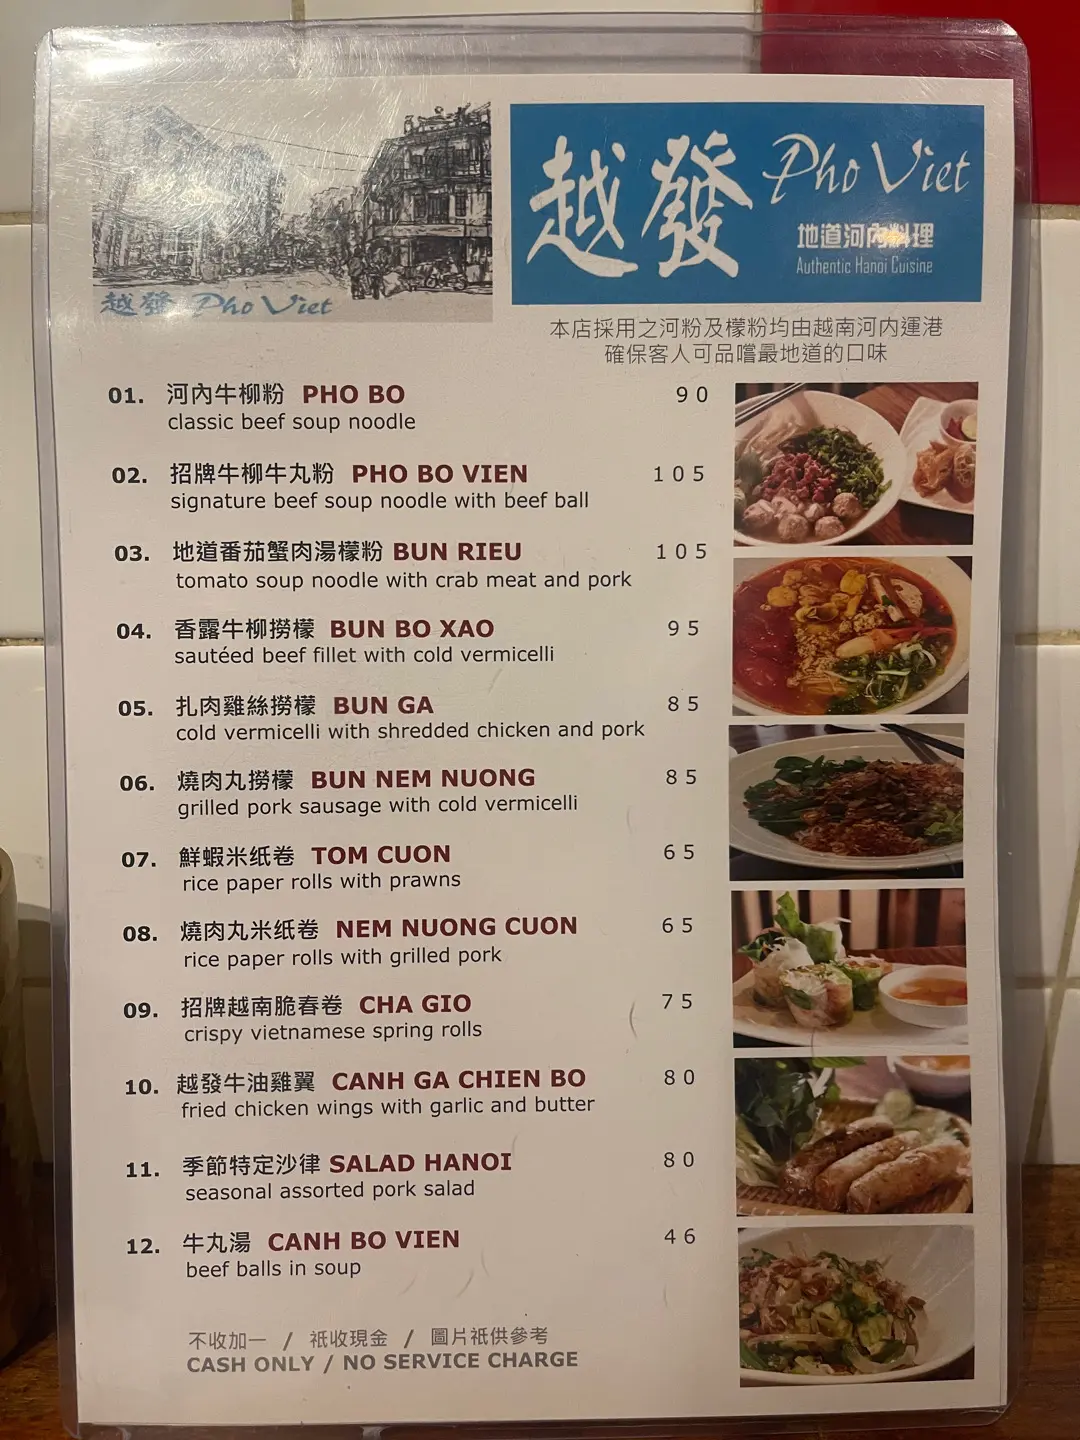 越發 Pho Viet
越發 Pho Viet
地道河內料理
Authentic Hanoi Cuisine
本店採用之河粉及檬粉均由越南河內運港
確保客人可品嚐最地道的口味
01. 河內牛柳粉 PHO BO 90
classic beef soup noodle
02. 招牌牛柳牛丸粉 PHO BO VIEN 105
signature beef soup noodle with beef ball
03. 地道番茄蟹肉湯檬粉 BUN RIEU 105
tomato soup noodle with crab meat and pork
04. 香露牛柳撈檬 BUN BO XAO 95
sautéed beef fillet with cold vermicelli
05. 扎肉雞絲撈檬 BUN GA 85
cold vermicelli with shredded chicken and pork
06. 燒肉丸撈檬 BUN NEM NUONG 85
grilled pork sausage with cold vermicelli
07. 鮮蝦米纸卷 TOM CUON 65
rice paper rolls with prawns
08. 燒肉丸米纸卷 NEM NUONG CUON 65
rice paper rolls with grilled pork
09. 招牌越南脆春卷 CHA GIO 75
crispy vietnamese spring rolls
10. 越發牛油雞翼 CANH GA CHIEN BO 80
fried chicken wings with garlic and butter
11. 季節特定沙律 SALAD HANOI 80
seasonal assorted pork salad
12. 牛丸湯 CANH BO VIEN 46
beef balls in soup
不收加一 / 祇收現金 / 圖片祇供參考
CASH ONLY / NO SERVICE CHARGE